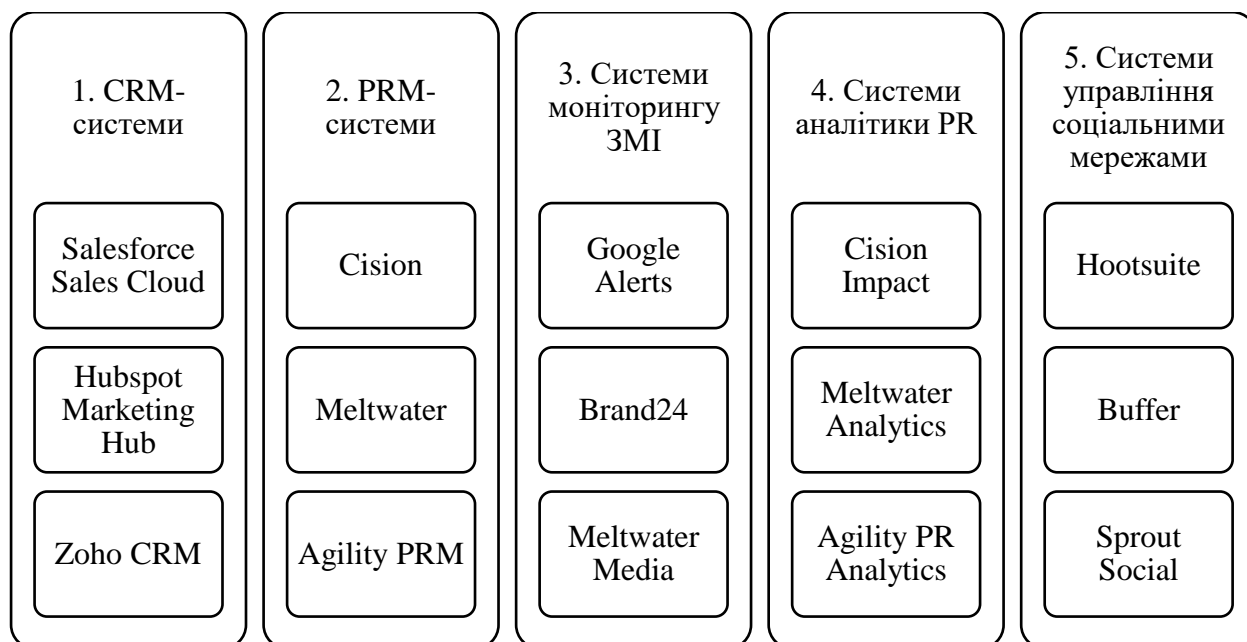 1. CRM-
системи
Salesforce
Sales Cloud
Hubspot
Marketing
Hub
Zoho CRM
2. PRM-
системи
Cision
Meltwater
Agility PRM
3. Системи
моніторингу
ЗМІ
Google
Alerts
Brand24
Meltwater
Media
4. Системи
аналітики PR
Cision
Impact
Meltwater
Analytics
Agility PR
Analytics
5. Системи
управління
соціальними
мережами
Hootsuite
Buffer
Sprout
Social